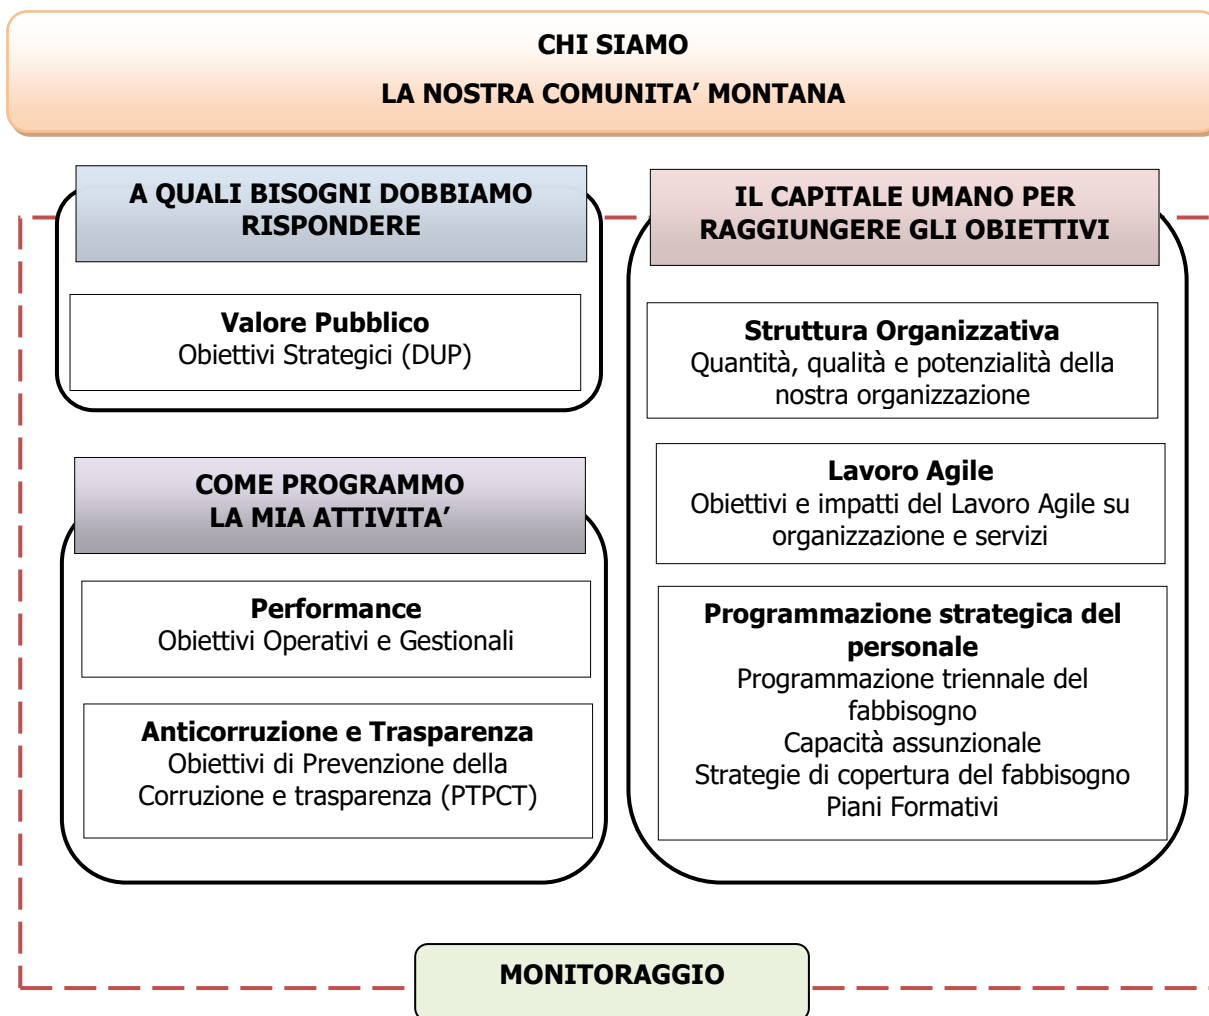 CHI SIAMO
LA NOSTRA COMUNITA’ MONTANA
A QUALI BISOGNI DOBBIAMO
RISPONDERE
Valore Pubblico
Obiettivi Strategici (DUP)
COME PROGRAMMO
LA MIA ATTIVITA’
Performance
Obiettivi Operativi e Gestionali
Anticorruzione e Trasparenza
Obiettivi di Prevenzione della
Corruzione e trasparenza (PTPCT)
IL CAPITALE UMANO PER
RAGGIUNGERE GLI OBIETTIVI
Struttura Organizzativa
Quantità, qualità e potenzialità della
nostra organizzazione
Lavoro Agile
Obiettivi e impatti del Lavoro Agile su
organizzazione e servizi
Programmazione strategica del
personale
Programmazione triennale del
fabbisogno
Capacità assunzionale
Strategie di copertura del fabbisogno
Piani Formativi
MONITORAGGIO